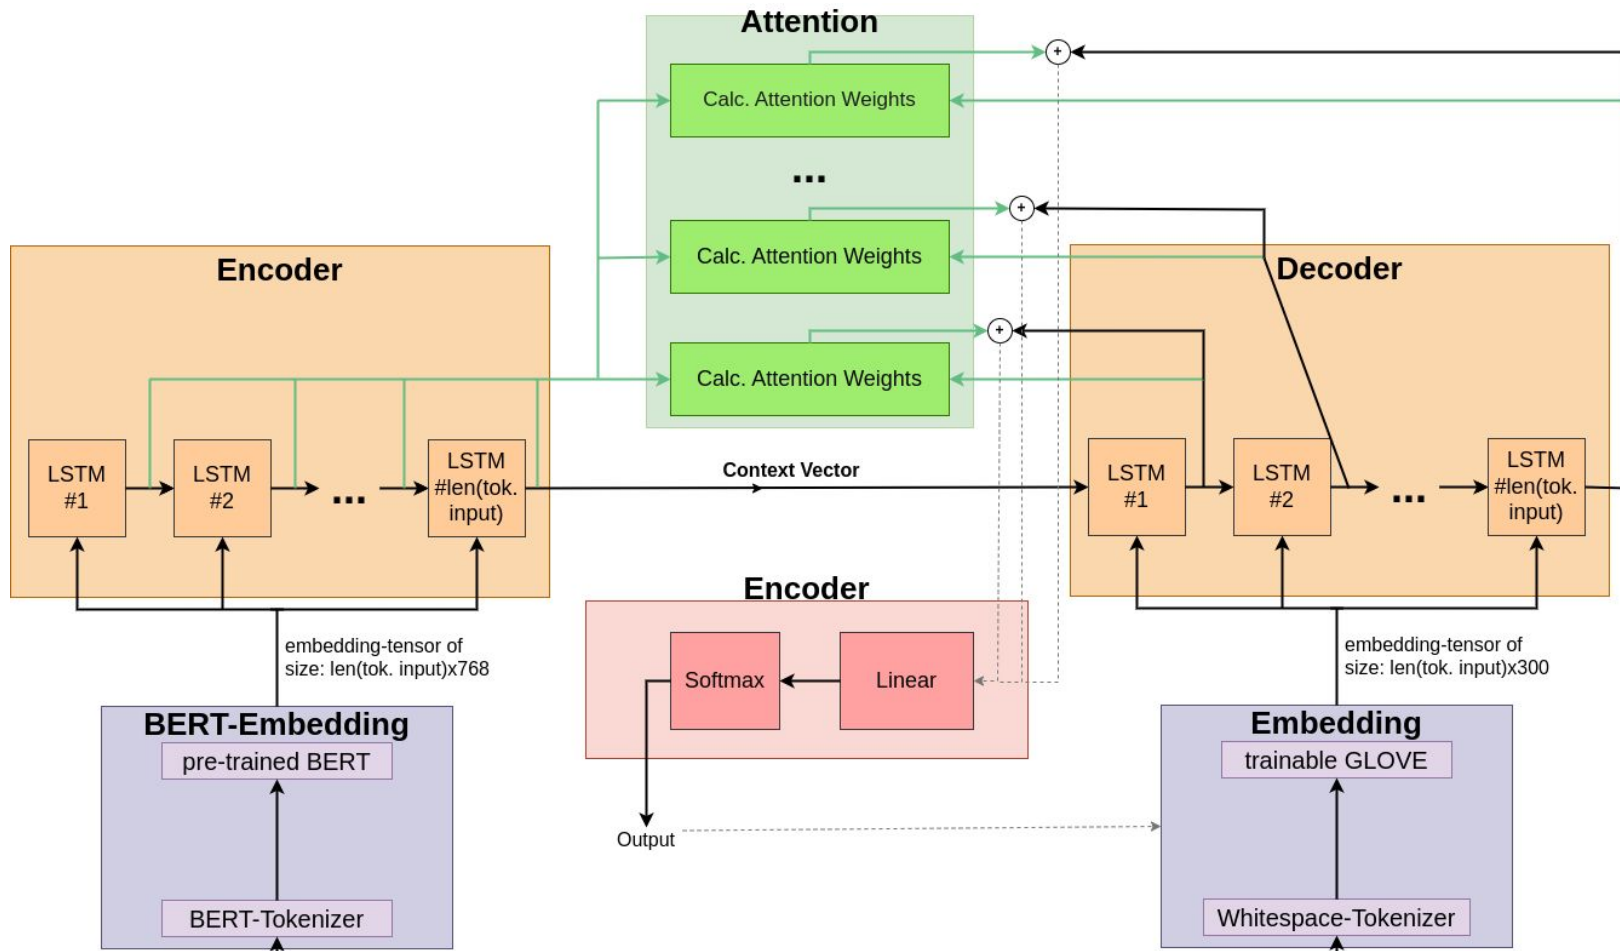 Attention
+
Calc. Attention Weights
...
+
Calc. Attention Weights
+
Calc. Attention Weights
Encoder
LSTM
#1
LSTM
#2
...
LSTM
#len(tok.
input)
Context Vector
Decoder
LSTM
#1
LSTM
#2
...
LSTM
#len(tok.
input)
embedding-tensor of
size: len(tok. input)x768
BERT-Embedding
pre-trained BERT
BERT-Tokenizer
Encoder
Softmax
Linear
Output
embedding-tensor of
size: len(tok. input)x300
Embedding
trainable GLOVE
Whitespace-Tokenizer